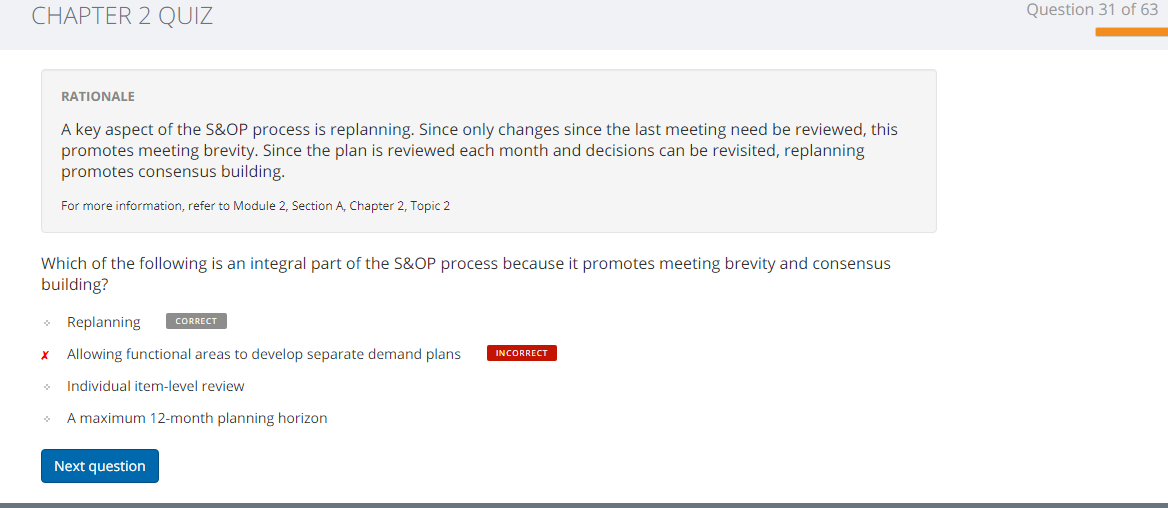 CHAPTER 2 QUIZ
Question 31 of 63
RATIONALE
A key aspect of the S&OP process is replanning. Since only changes since the last meeting need be reviewed, this
promotes meeting brevity. Since the plan is reviewed each month and decisions can be revisited, replanning
promotes consensus building.
For more information, refer to Module 2, Section A, Chapter 2, Topic 2
Which of the following is an integral part of the S&OP process because it promotes meeting brevity and consensus
building?
Replanning CORRECT
✗ Allowing functional areas to develop separate demand plans INCORRECT
Individual item-level review
A maximum 12-month planning horizon
Next question